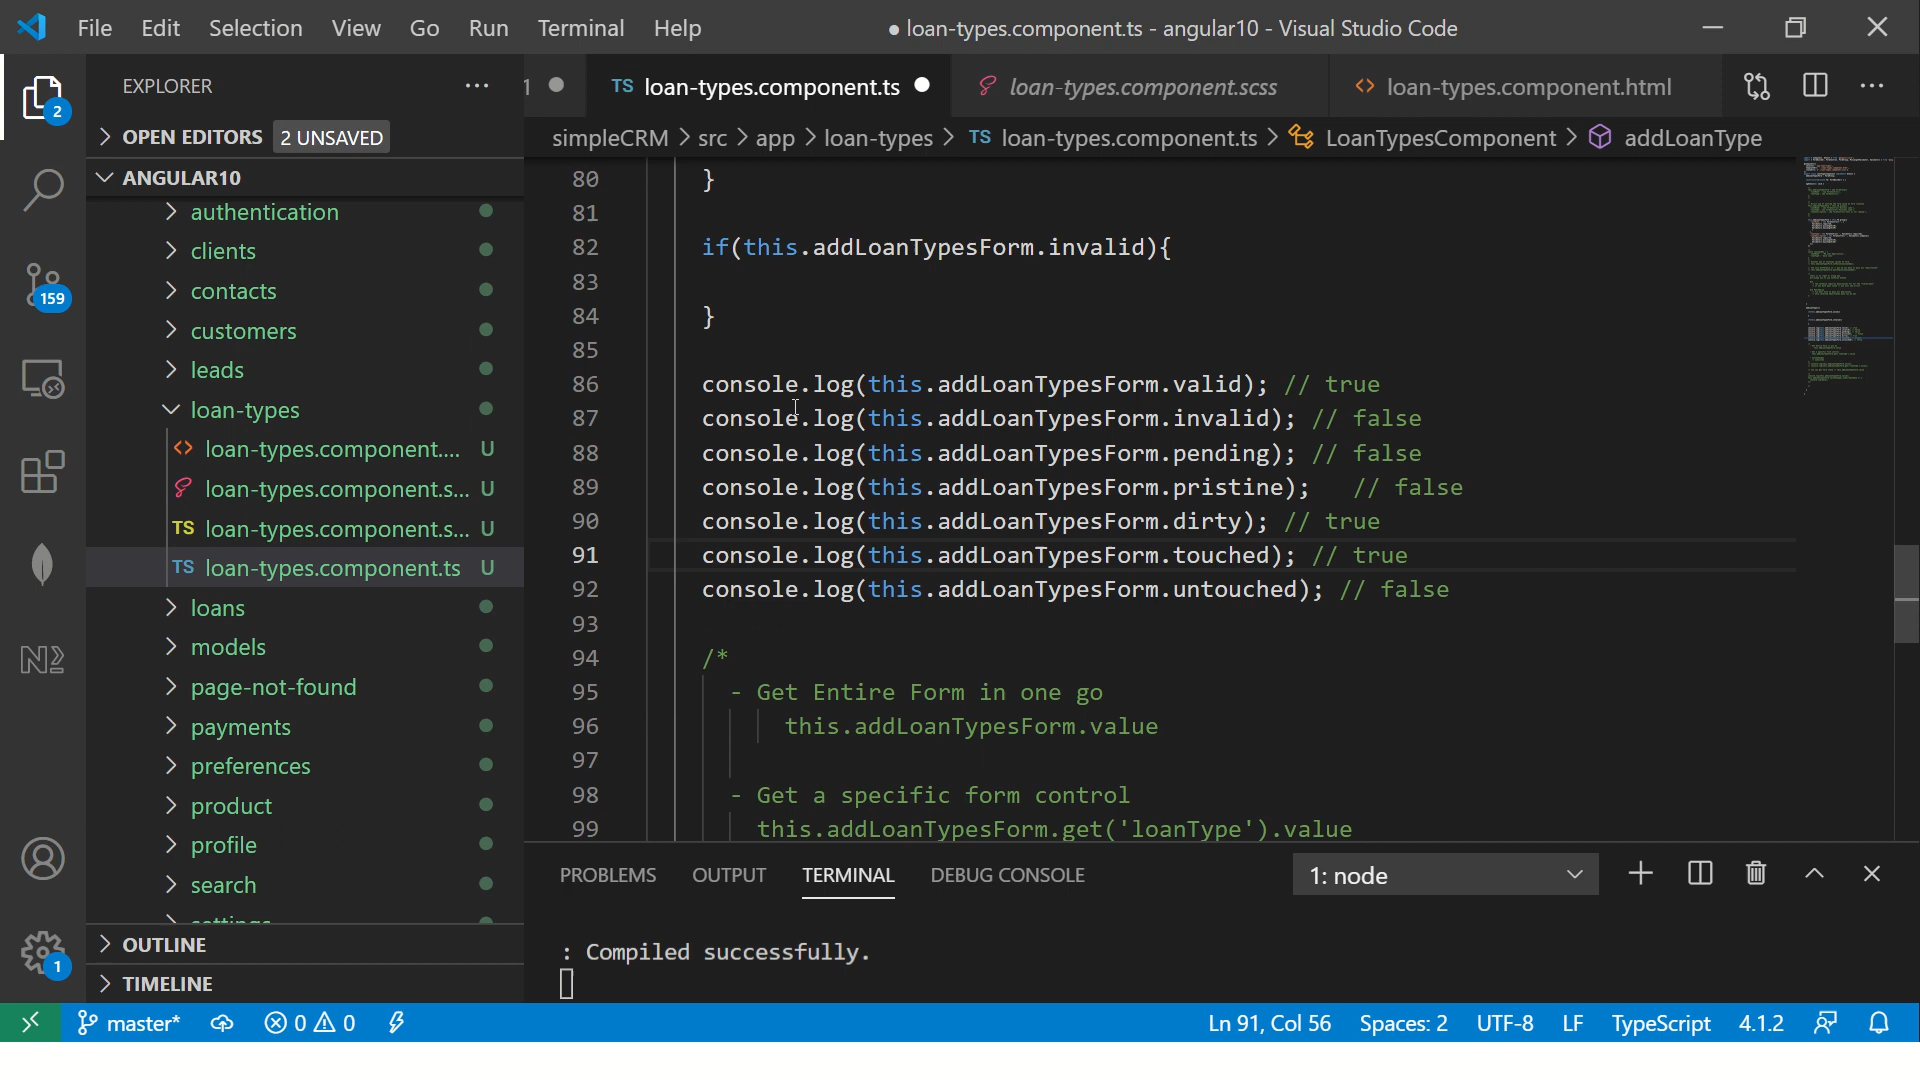 File Edit Selection View Go Run Terminal Help
● loan-types.component.ts - angular10 - Visual Studio Code
EXPLORER
OPEN EDITORS 2 UNSAVED
ANGULAR10
authentication
clients
contacts
customers
leads
loan-types
loan-types.component.... U
loan-types.component.s... U
TS loan-types.component.s... U
TS loan-types.component.ts U
loans
models
page-not-found
payments
preferences
product
profile
search
settings
OUTLINE
TIMELINE
2
159
1
1 ● TS loan-types.component.ts ● loan-types.component.scss <> loan-types.component.html
simpleCRM > src > app > loan-types > TS loan-types.component.ts > LoanTypesComponent > addLoanType
80 }
81
82 if(this.addLoanTypesForm.invalid){
83
84 }
85
86 console.log(this.addLoanTypesForm.valid); // true
87 console.log(this.addLoanTypesForm.invalid); // false
88 console.log(this.addLoanTypesForm.pending); // false
89 console.log(this.addLoanTypesForm.pristine);   // false
90 console.log(this.addLoanTypesForm.dirty); // true
91 console.log(this.addLoanTypesForm.touched); // true
92 console.log(this.addLoanTypesForm.untouched); // false
93
94 /*
95 - Get Entire Form in one go
96 this.addLoanTypesForm.value
97
98 - Get a specific form control
99 this.addLoanTypesForm.get('loanType').value
PROBLEMS OUTPUT TERMINAL DEBUG CONSOLE 1: node
: Compiled successfully.
master* 0 0 Ln 91, Col 56 Spaces: 2 UTF-8 LF TypeScript 4.1.2